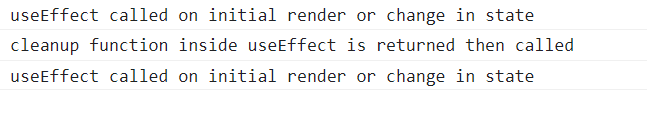 useEffect called on initial render or change in state
cleanup function inside useEffect is returned then called
useEffect called on initial render or change in state